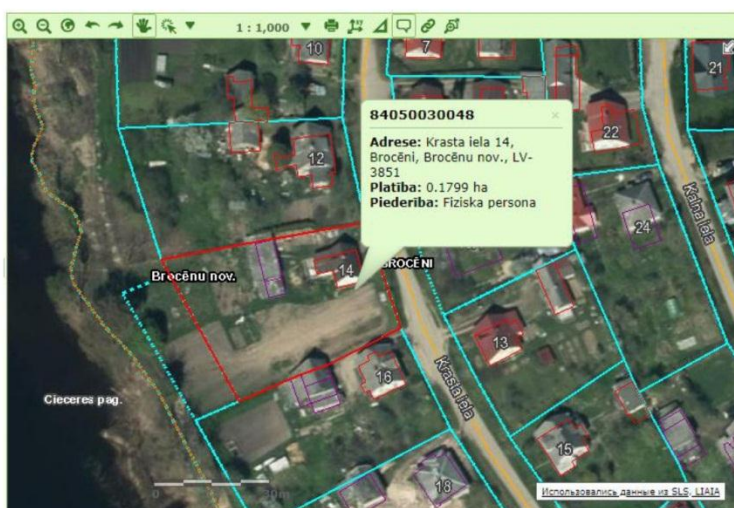 1 : 1,000
10
7
21
84050030048
×
Adrese: Krasta iela 14,
Brocēni, Brocēnu nov., LV-
3851
Platība: 0.1799 ha
Piederība: Fiziska persona
22
12
Kalna iela
24
BROCĒNI
14
Brocēnu nov.
13
Krasta iela
16
Cieceres pag.
15
18
0
30m
Использовались данные из SLS, LIAIA